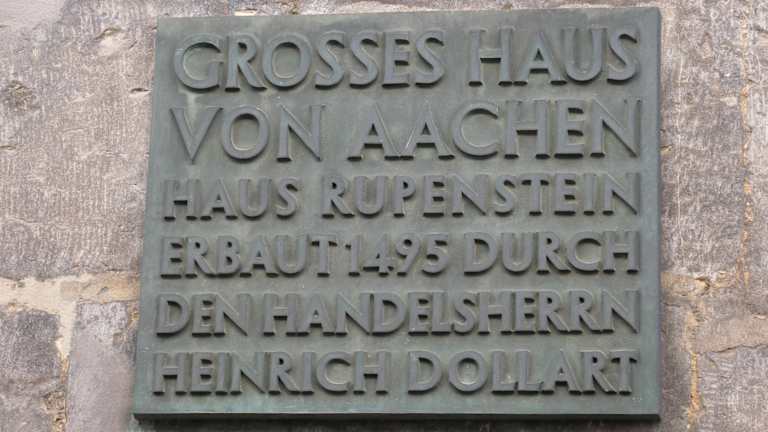 GROSSES HAUS
VON AACHEN
HAUS RUPENSTEIN
ERBAUT 1495 DURCH
DEN HANDELSHERRN
HEINRICH DOLLART